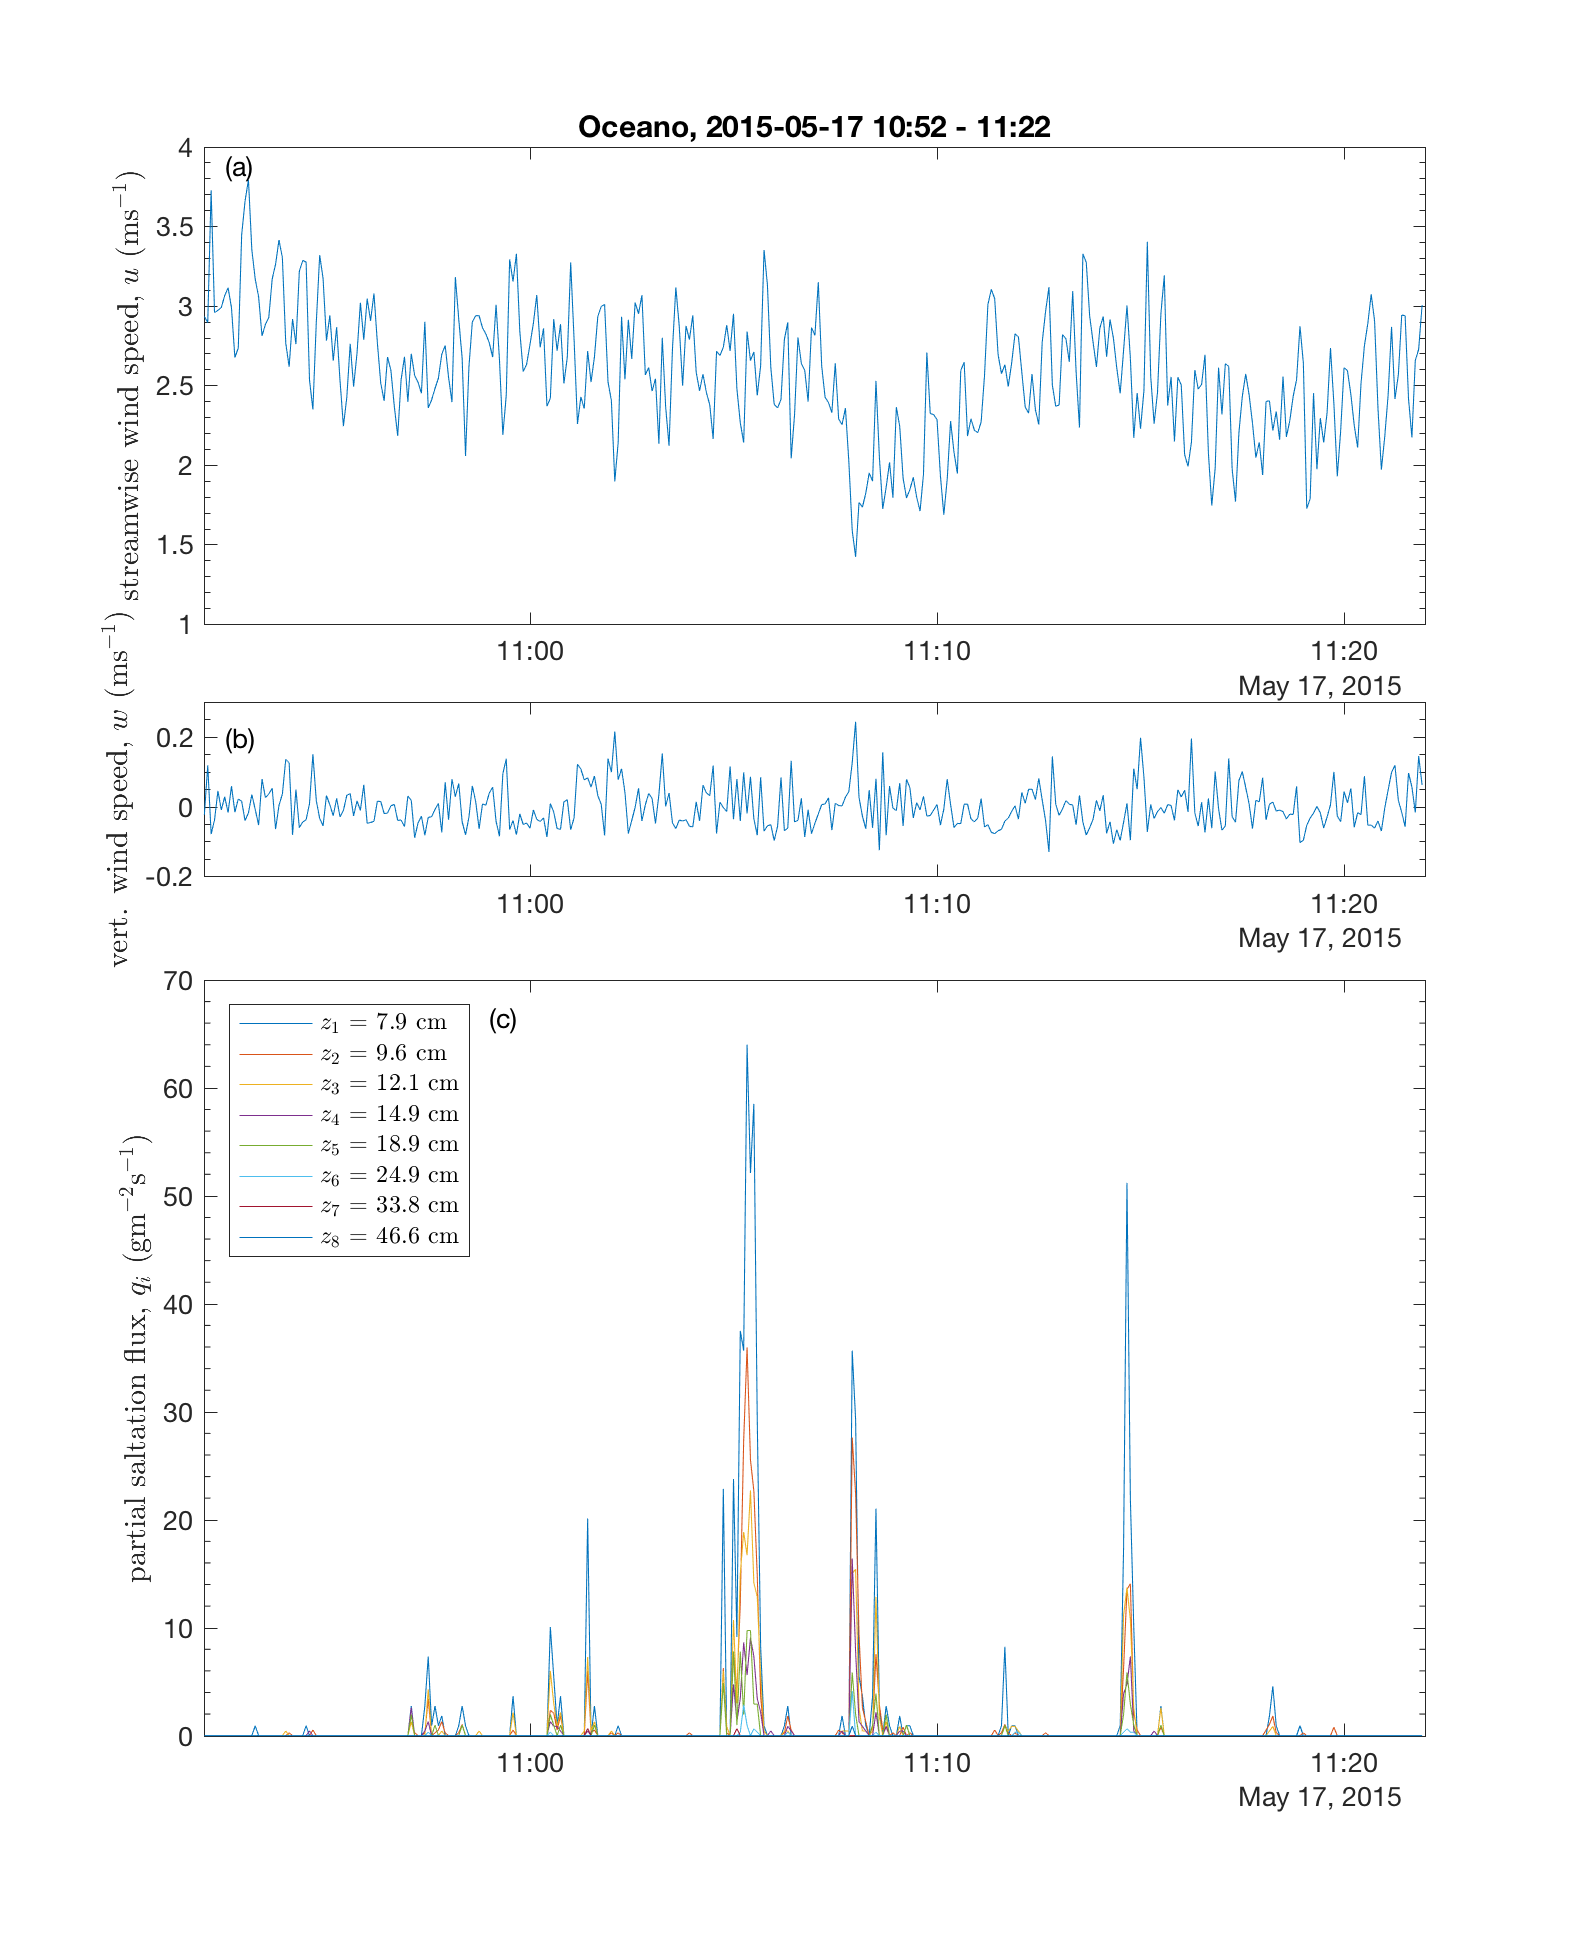 Oceano, 2015-05-17 10:52 - 11:22
(a)
streamwise wind speed, u (ms⁻¹)
4
3.5
3
2.5
2
1.5
1
11:00 11:10 11:20
May 17, 2015
(b)
vert. wind speed, w (ms⁻¹)
0.2
0
-0.2
11:00 11:10 11:20
May 17, 2015
(c)
partial saltation flux, qᵢ (gm⁻²s⁻¹)
70
60
50
40
30
20
10
0
z₁ = 7.9 cm
z₂ = 9.6 cm
z₃ = 12.1 cm
z₄ = 14.9 cm
z₅ = 18.9 cm
z₆ = 24.9 cm
z₇ = 33.8 cm
z₈ = 46.6 cm
11:00 11:10 11:20
May 17, 2015